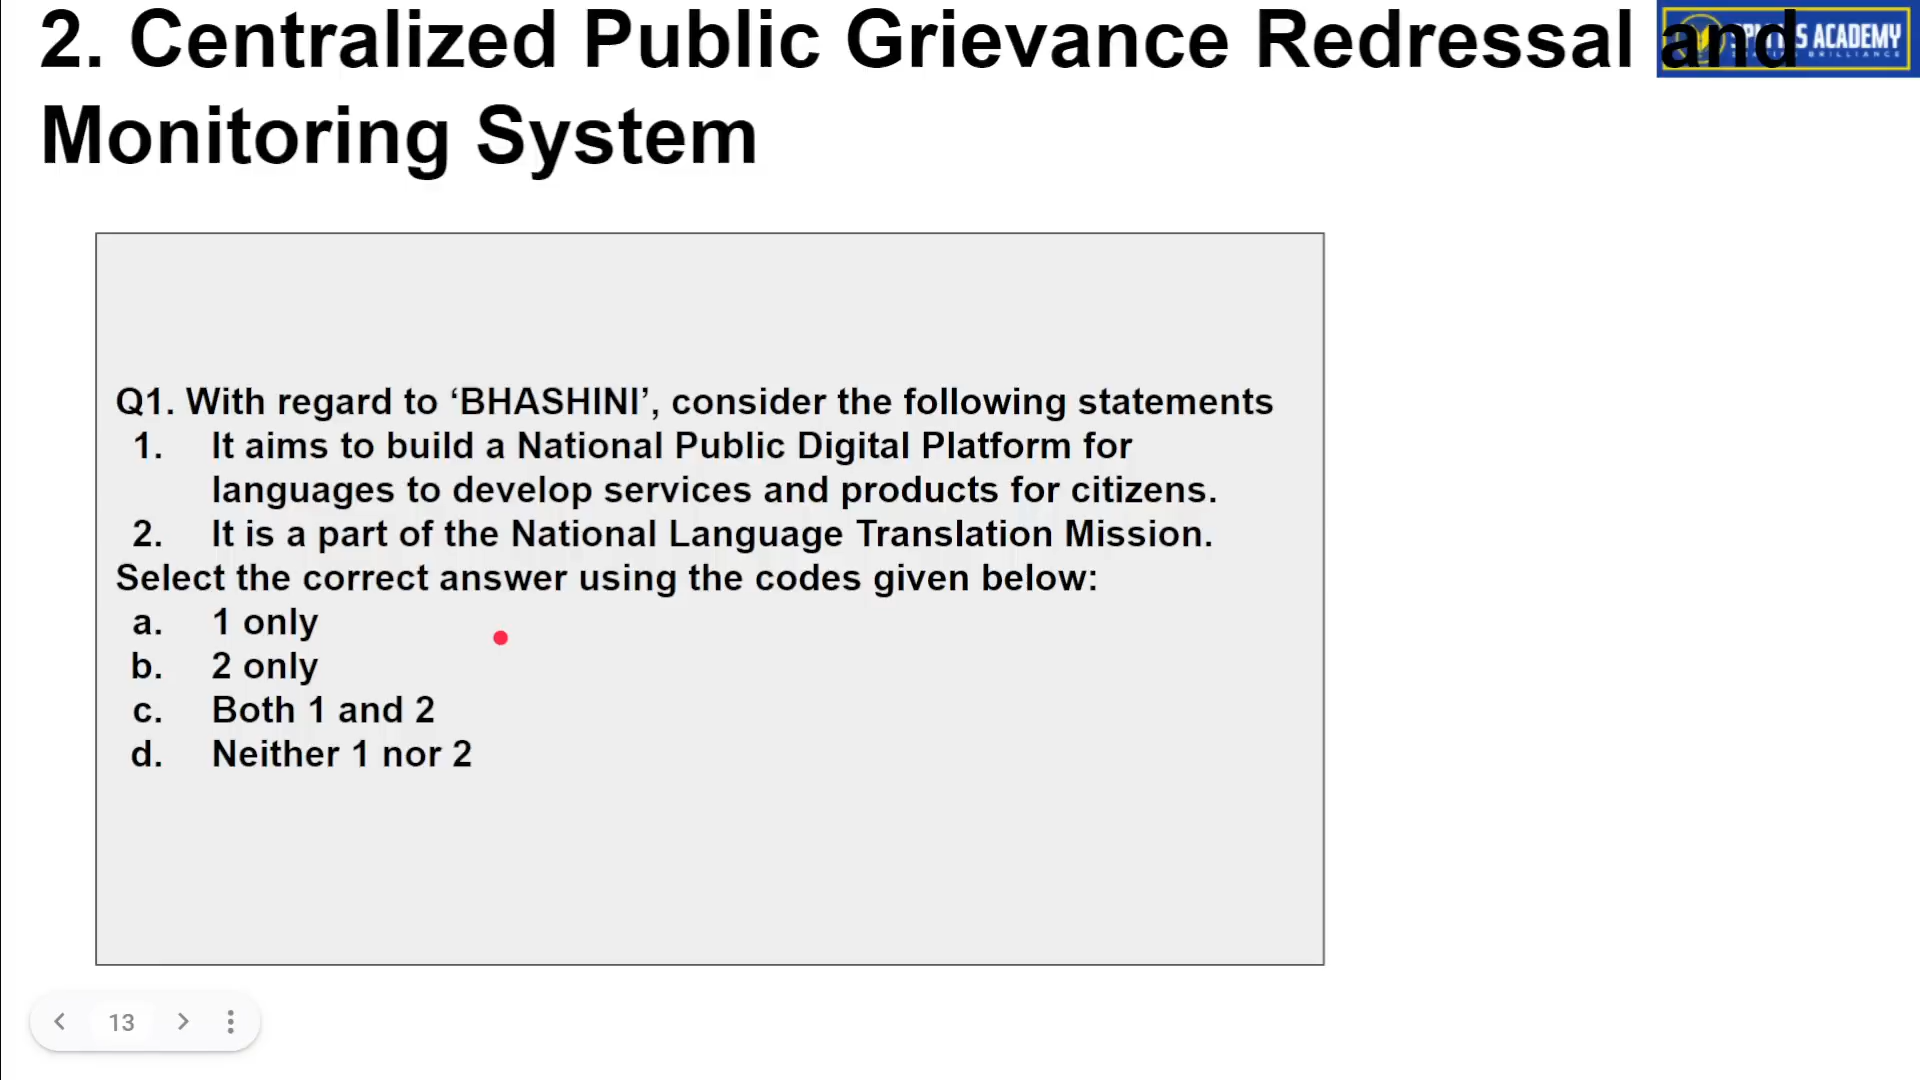 2. Centralized Public Grievance Redressal and
Monitoring System
ACADEMY
BRILLIANCE
Q1. With regard to ‘BHASHINI’, consider the following statements
1. It aims to build a National Public Digital Platform for
languages to develop services and products for citizens.
2. It is a part of the National Language Translation Mission.
Select the correct answer using the codes given below:
a. 1 only
b. 2 only
c. Both 1 and 2
d. Neither 1 nor 2
13